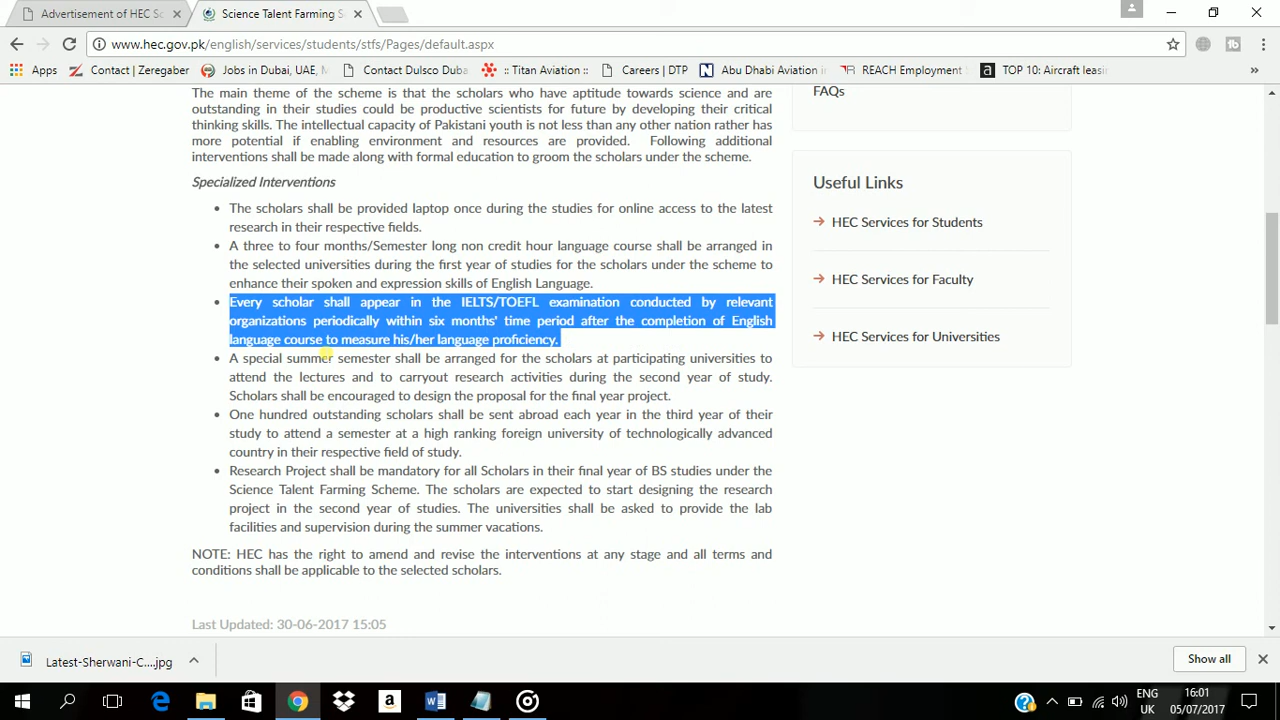 Advertisement of HEC Sc
Science Talent Farming S
www.hec.gov.pk/english/services/students/stfs/Pages/default.aspx
Apps
Contact | Zeregaber
Jobs in Dubai, UAE, M
Contact Dulsco Duba
:: Titan Aviation ::
Careers | DTP
Abu Dhabi Aviation in
REACH Employment S
TOP 10: Aircraft leasi
The main theme of the scheme is that the scholars who have aptitude towards science and are
outstanding in their studies could be productive scientists for future by developing their critical
thinking skills. The intellectual capacity of Pakistani youth is not less than any other nation rather has
more potential if enabling environment and resources are provided. Following additional
interventions shall be made along with formal education to groom the scholars under the scheme.
Specialized Interventions
• The scholars shall be provided laptop once during the studies for online access to the latest
research in their respective fields.
• A three to four months/Semester long non credit hour language course shall be arranged in
the selected universities during the first year of studies for the scholars under the scheme to
enhance their spoken and expression skills of English Language.
• Every scholar shall appear in the IELTS/TOEFL examination conducted by relevant
organizations periodically within six months' time period after the completion of English
language course to measure his/her language proficiency.
• A special summer semester shall be arranged for the scholars at participating universities to
attend the lectures and to carryout research activities during the second year of study.
Scholars shall be encouraged to design the proposal for the final year project.
• One hundred outstanding scholars shall be sent abroad each year in the third year of their
study to attend a semester at a high ranking foreign university of technologically advanced
country in their respective field of study.
• Research Project shall be mandatory for all Scholars in their final year of BS studies under the
Science Talent Farming Scheme. The scholars are expected to start designing the research
project in the second year of studies. The universities shall be asked to provide the lab
facilities and supervision during the summer vacations.
NOTE: HEC has the right to amend and revise the interventions at any stage and all terms and
conditions shall be applicable to the selected scholars.
Last Updated: 30-06-2017 15:05
FAQs
Useful Links
HEC Services for Students
HEC Services for Faculty
HEC Services for Universities
Latest-Sherwani-C....jpg
Show all
ENG
UK
16:01
05/07/2017